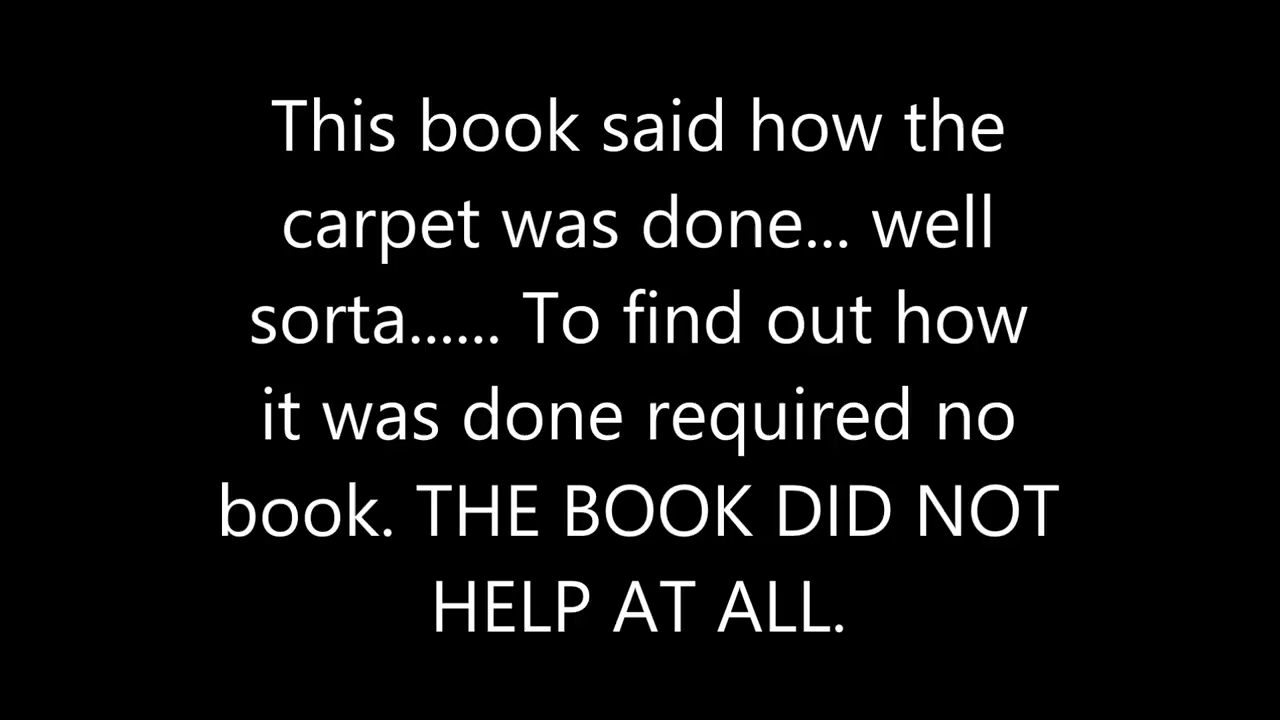 This book said how the
carpet was done... well
sorta...... To find out how
it was done required no
book. THE BOOK DID NOT
HELP AT ALL.